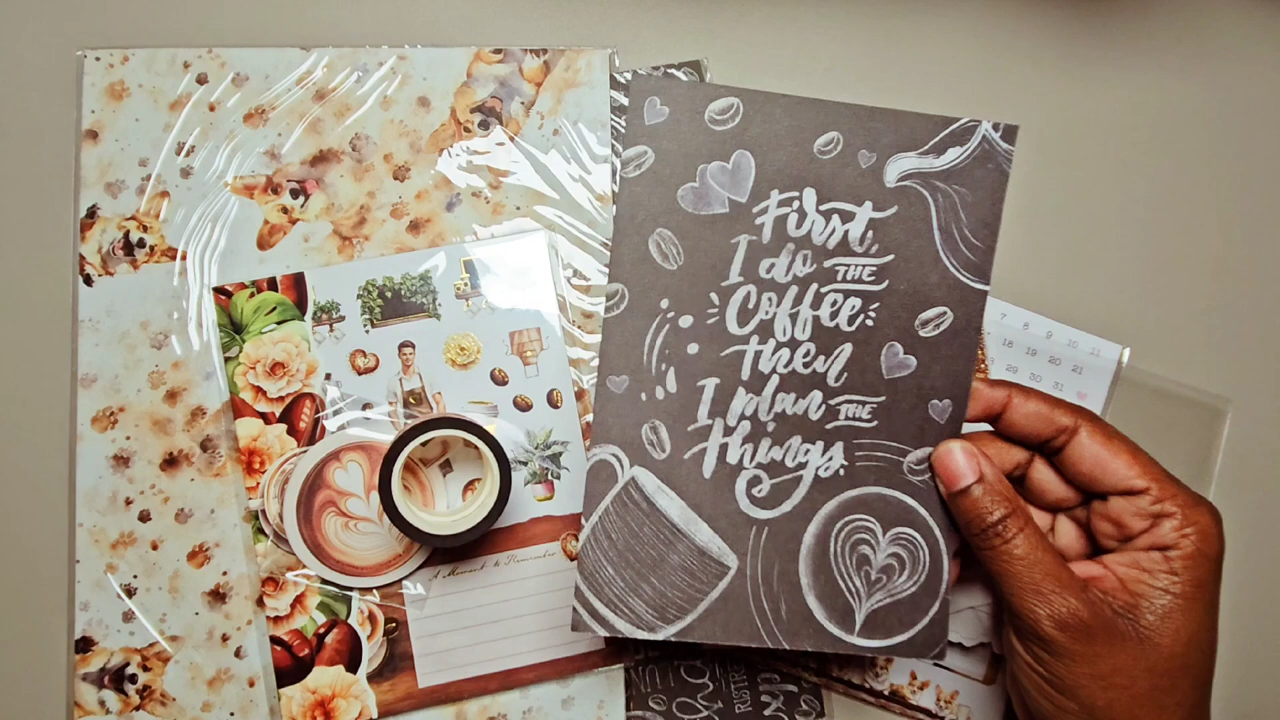 First,
I do THE
Coffee
then
I plan THE
things.
7 8 9 10 11
18 19 20 21
29 30 31
A Moment to Remember
RISTR